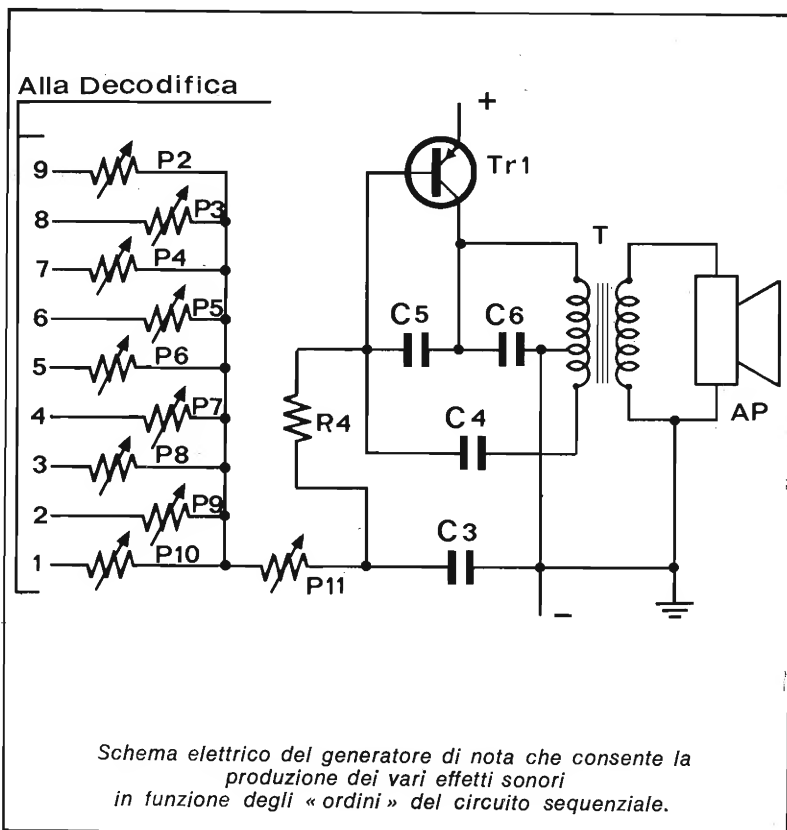 Alla Decodifica
+
9 P2
Tr1
8 P3
T
7 P4
6 P5
C5 C6
5 P6
4 P7
R4
AP
3 P8
C4
2 P9
C3
1 P10
P11
-
Schema elettrico del generatore di nota che consente la
produzione dei vari effetti sonori
in funzione degli « ordini » del circuito sequenziale.